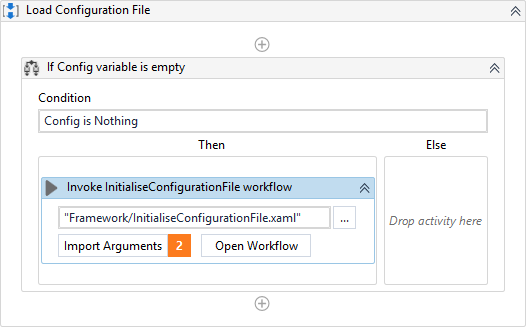 Load Configuration File
If Config variable is empty
Condition
Config is Nothing
Then
Else
Invoke InitialiseConfigurationFile workflow
"Framework/InitialiseConfigurationFile.xaml"
...
Drop activity here
Import Arguments 2
Open Workflow